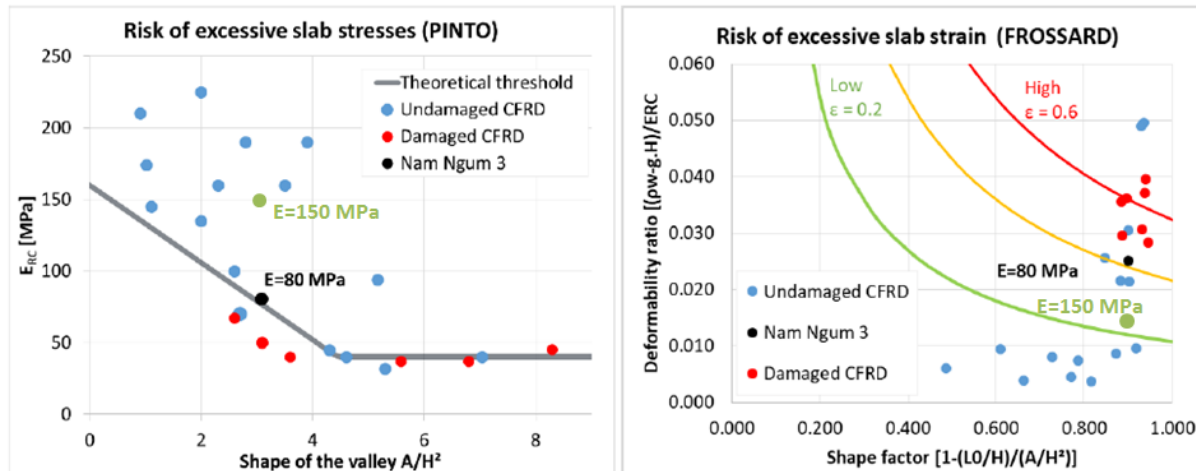 Risk of excessive slab stresses (PINTO)
250
200
150
100
50
0
E_RC [MPa]
Theoretical threshold
Undamaged CFRD
Damaged CFRD
Nam Ngum 3
E=150 MPa
E=80 MPa
0 2 4 6 8
Shape of the valley A/H²
Risk of excessive slab strain (FROSSARD)
0.060
0.050
0.040
0.030
0.020
0.010
0.000
Deformability ratio [(ρw-g.H)/ERC
Low
ε = 0.2
High
ε = 0.6
E=80 MPa
E=150 MPa
Undamaged CFRD
Nam Ngum 3
Damaged CFRD
0.000 0.200 0.400 0.600 0.800 1.000
Shape factor [1-(L0/H)/(A/H²)]